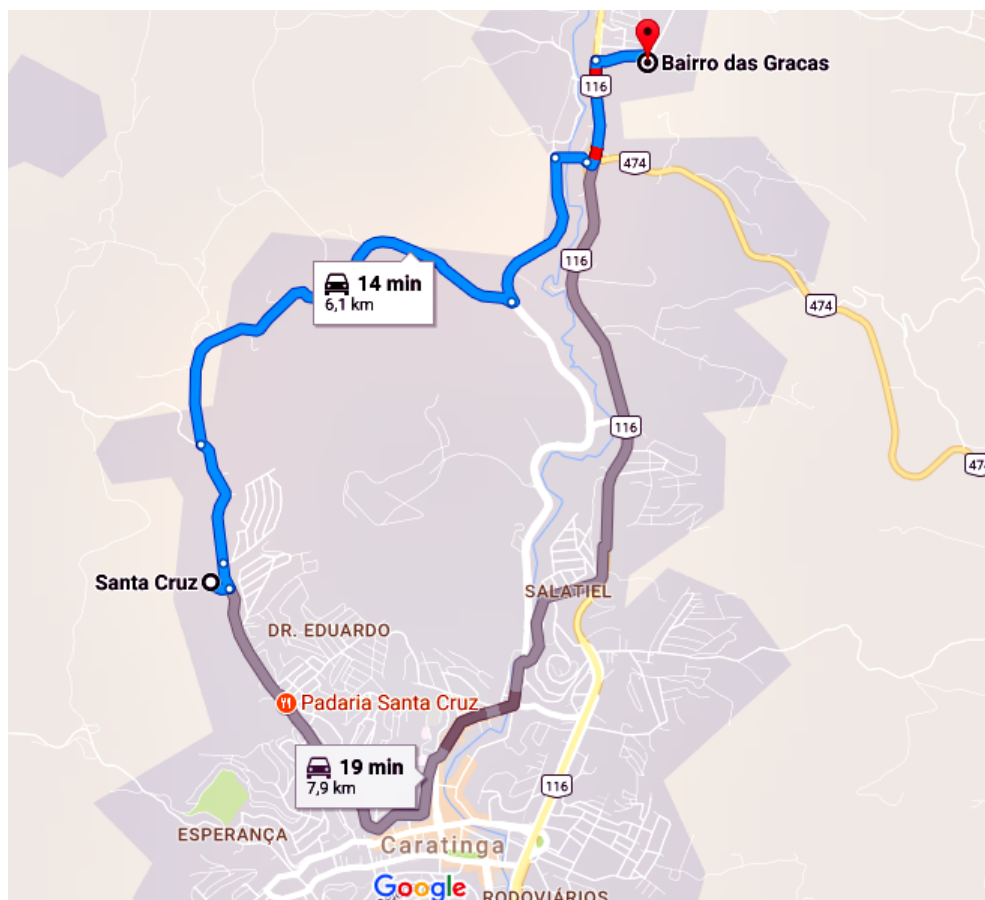 Bairro das Gracas
116
474
116
14 min
6,1 km
474
116
474
Santa Cruz
SALATIEL
DR. EDUARDO
Padaria Santa Cruz
19 min
7,9 km
116
ESPERANÇA
Caratinga
Google
RODOVIÁRIOS